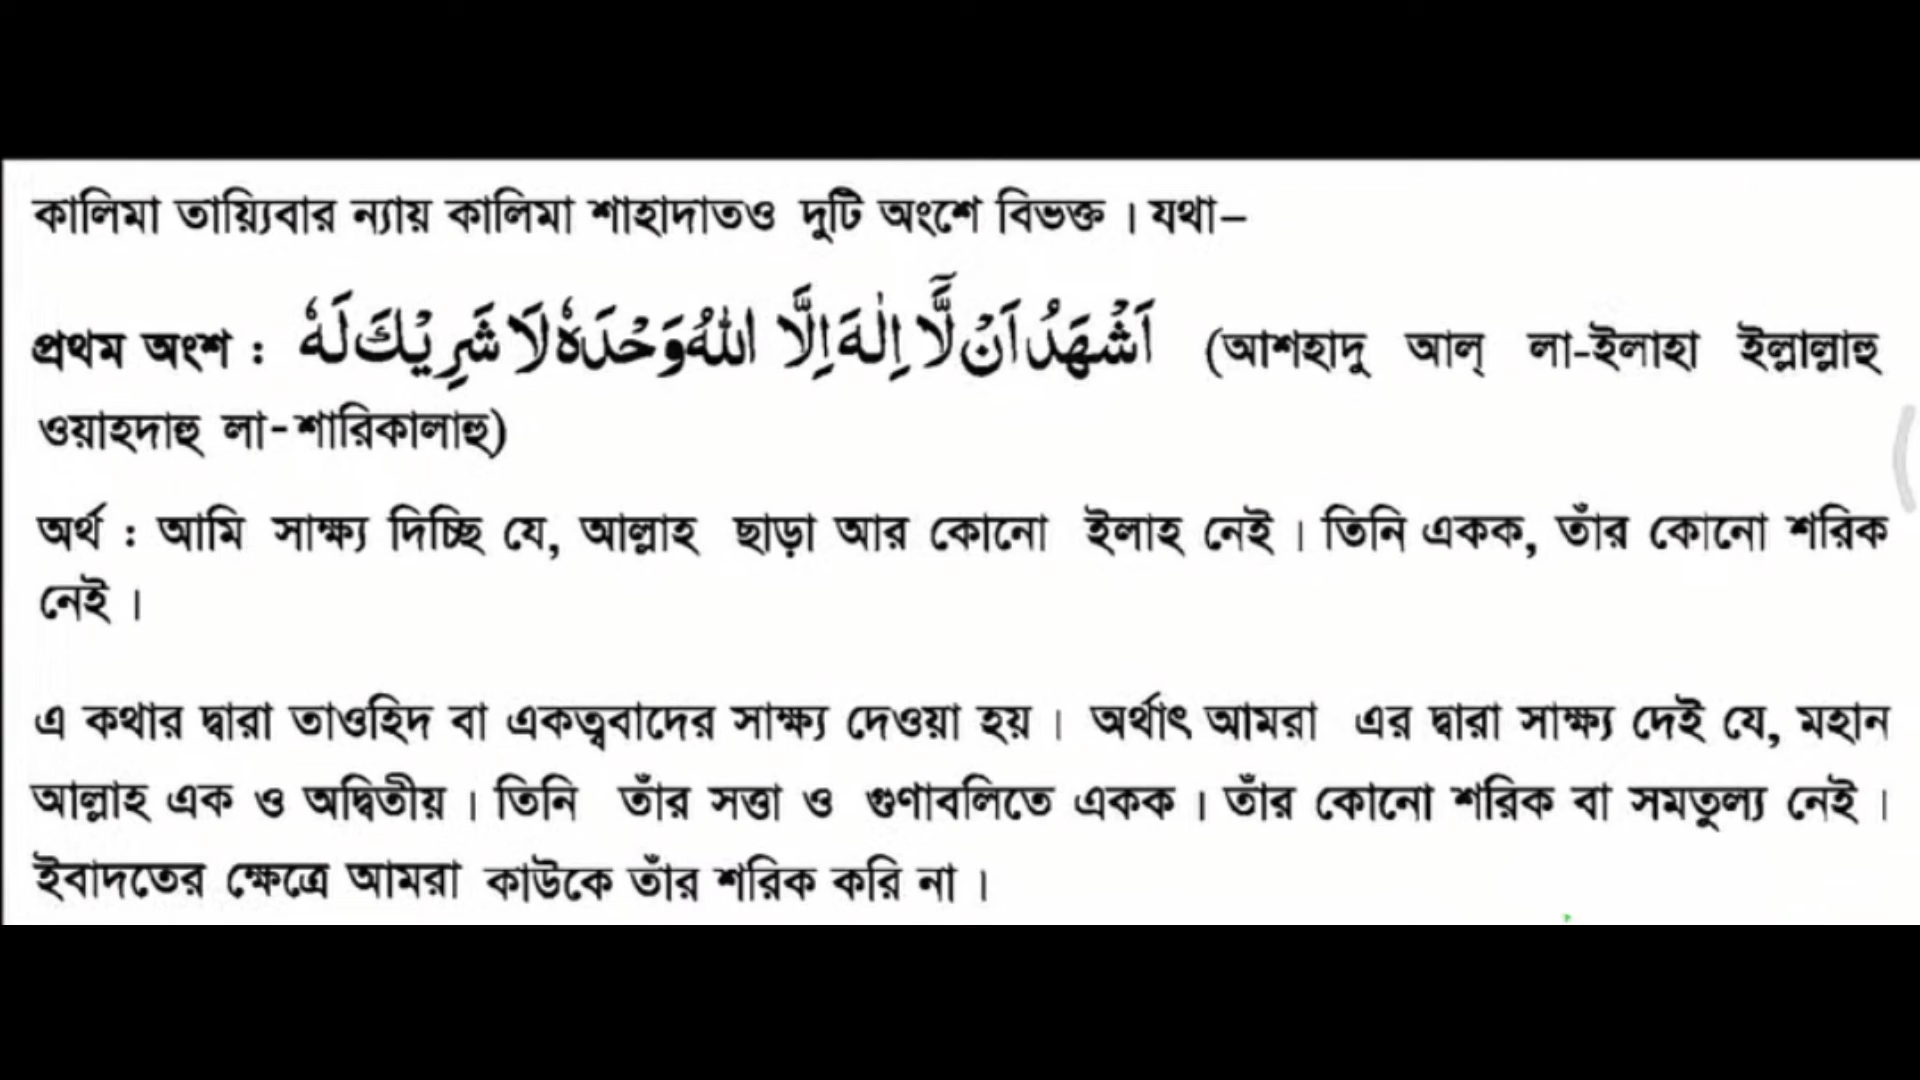 কালিমা তায়্যিবার ন্যায় কালিমা শাহাদাতও দুটি অংশে বিভক্ত। যথা–
প্রথম অংশ : اَشْهَدُ اَنْ لَّآ اِلٰهَ اِلَّا اللهُ وَحْدَهٗ لَا شَرِيْكَ لَهٗ (আশহাদু আল্ লা-ইলাহা ইল্লাল্লাহু
ওয়াহদাহু লা-শারিকালাহু)
অর্থ : আমি সাক্ষ্য দিচ্ছি যে, আল্লাহ ছাড়া আর কোনো ইলাহ নেই। তিনি একক, তাঁর কোনো শরিক
নেই।
এ কথার দ্বারা তাওহিদ বা একত্ববাদের সাক্ষ্য দেওয়া হয়। অর্থাৎ আমরা এর দ্বারা সাক্ষ্য দেই যে, মহান
আল্লাহ এক ও অদ্বিতীয়। তিনি তাঁর সত্তা ও গুণাবলিতে একক। তাঁর কোনো শরিক বা সমতুল্য নেই।
ইবাদতের ক্ষেত্রে আমরা কাউকে তাঁর শরিক করি না।